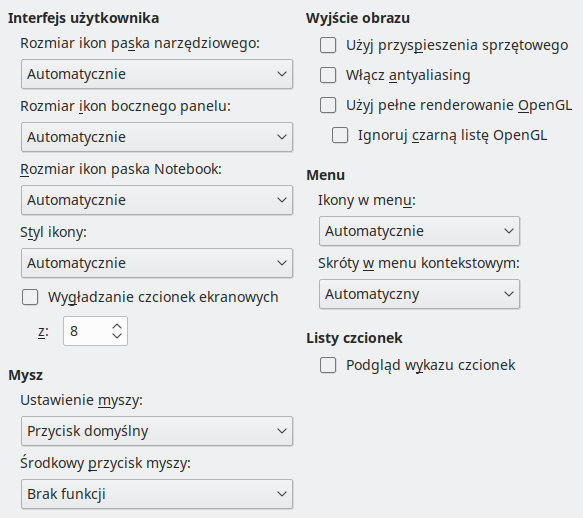 Interfejs użytkownika
Rozmiar ikon paska narzędziowego:
Automatycznie
Rozmiar ikon bocznego panelu:
Automatycznie
Rozmiar ikon paska Notebook:
Automatycznie
Styl ikony:
Automatycznie
Wygładzanie czcionek ekranowych
z:
8
Mysz
Ustawienie myszy:
Przycisk domyślny
Środkowy przycisk myszy:
Brak funkcji
Wyjście obrazu
Użyj przyspieszenia sprzętowego
Włącz antyaliasing
Użyj pełne renderowanie OpenGL
Ignoruj czarną listę OpenGL
Menu
Ikony w menu:
Automatycznie
Skróty w menu kontekstowym:
Automatyczny
Listy czcionek
Podgląd wykazu czcionek